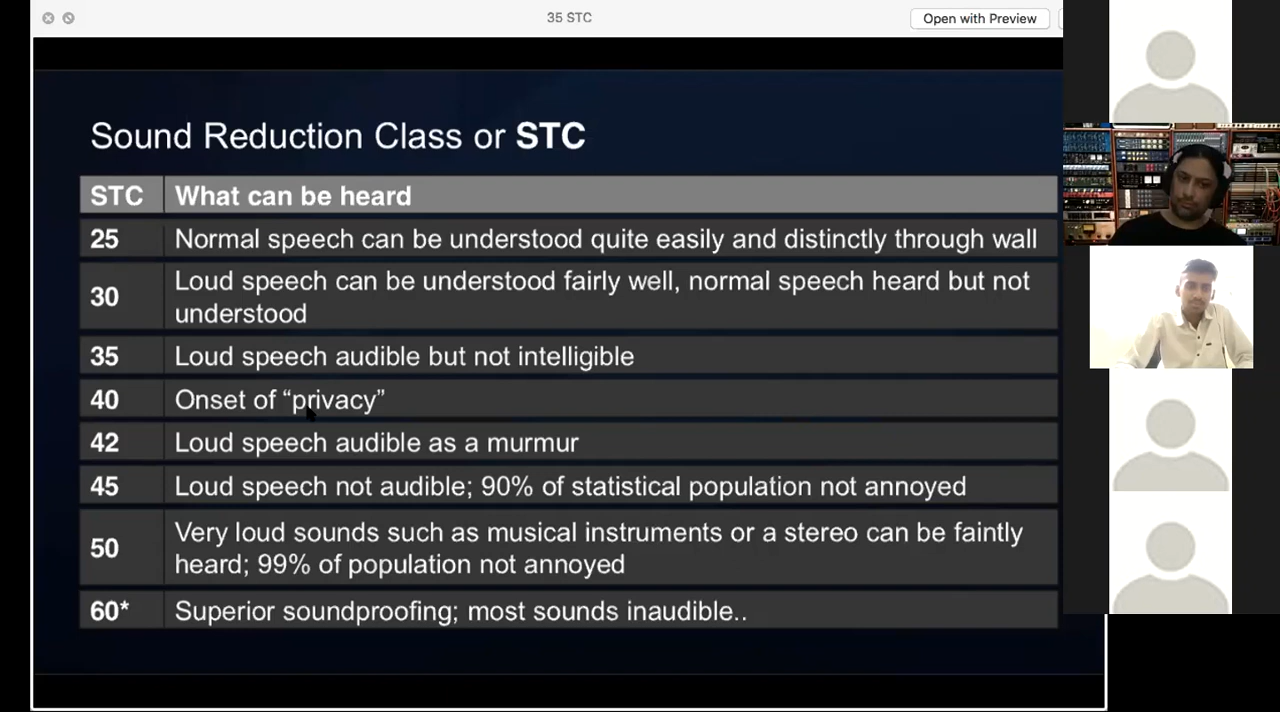 35 STC
Open with Preview
Sound Reduction Class or STC
STC What can be heard
25 Normal speech can be understood quite easily and distinctly through wall
30 Loud speech can be understood fairly well, normal speech heard but not
understood
35 Loud speech audible but not intelligible
40 Onset of “privacy”
42 Loud speech audible as a murmur
45 Loud speech not audible; 90% of statistical population not annoyed
50 Very loud sounds such as musical instruments or a stereo can be faintly
heard; 99% of population not annoyed
60* Superior soundproofing; most sounds inaudible..